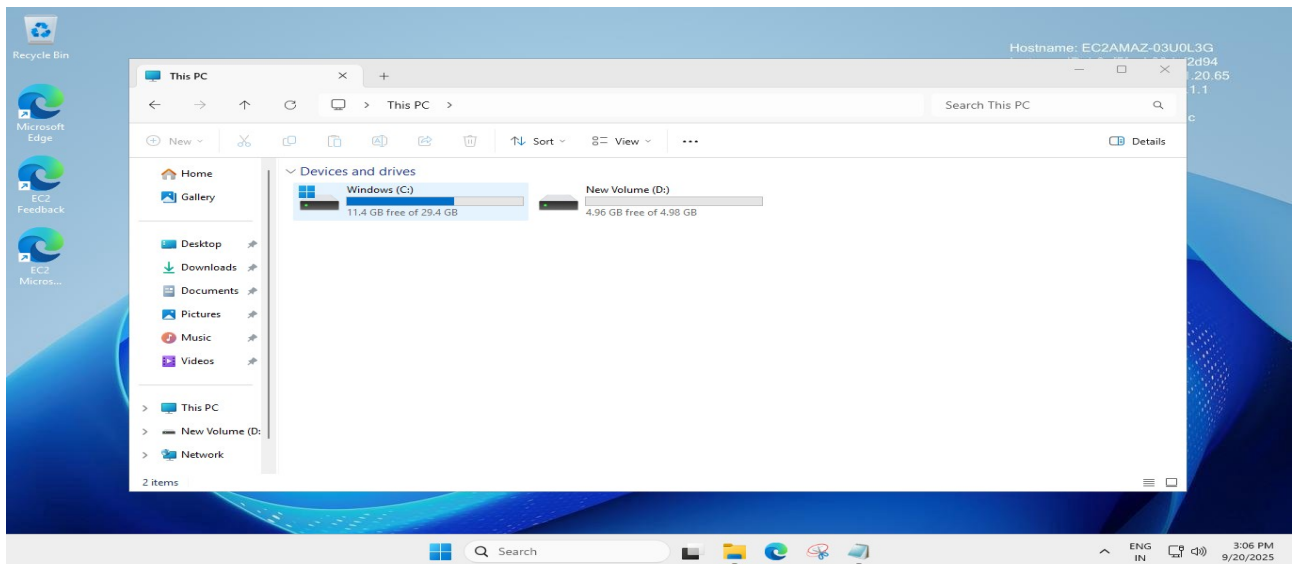 Recycle Bin
Hostname: EC2AMAZ-03U0L3G
2d94
This PC
.20.65
.1.1
This PC
Search This PC
c
Microsoft
Edge
New
Sort
View
Details
Home
Gallery
Devices and drives
Windows (C:)
11.4 GB free of 29.4 GB
New Volume (D:)
4.96 GB free of 4.98 GB
EC2
Feedback
EC2
Micros...
Desktop
Downloads
Documents
Pictures
Music
Videos
This PC
New Volume (D:
Network
2 items
Search
ENG
IN
3:06 PM
9/20/2025